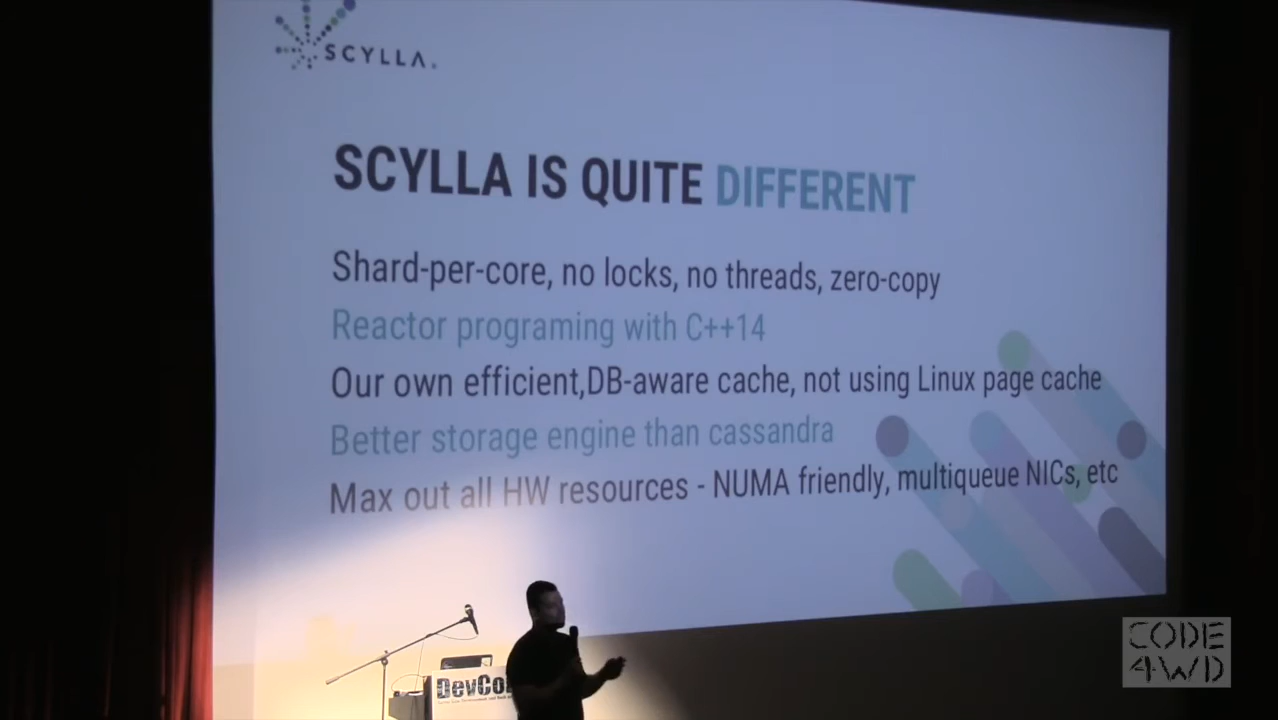 SCYLLA.
SCYLLA IS QUITE DIFFERENT
Shard-per-core, no locks, no threads, zero-copy
Reactor programing with C++14
Our own efficient,DB-aware cache, not using Linux page cache
Better storage engine than cassandra
Max out all HW resources - NUMA friendly, multiqueue NICs, etc
CODE
4WD